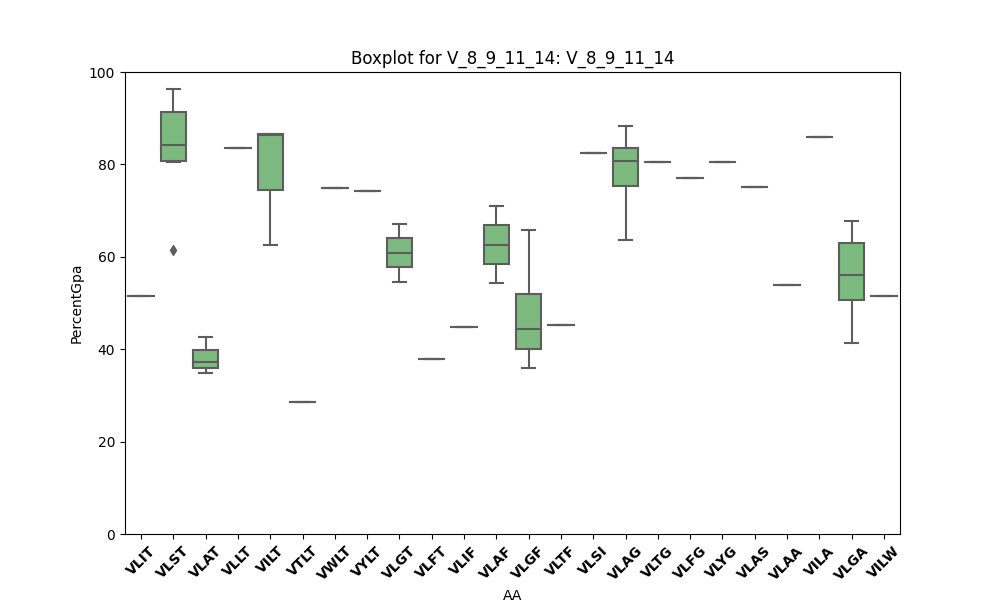 Boxplot for V_8_9_11_14: V_8_9_11_14
100
80
60
40
20
0
PercentGpa
VLIT VLST VLAT VLLT VILT VTLT VWLT VYLT VLGT VLFT VLIF VLAF VLGF VLTF VLSI VLAG VLTG VLFG VLYG VLAS VLAA VILA VLGA VILW
AA